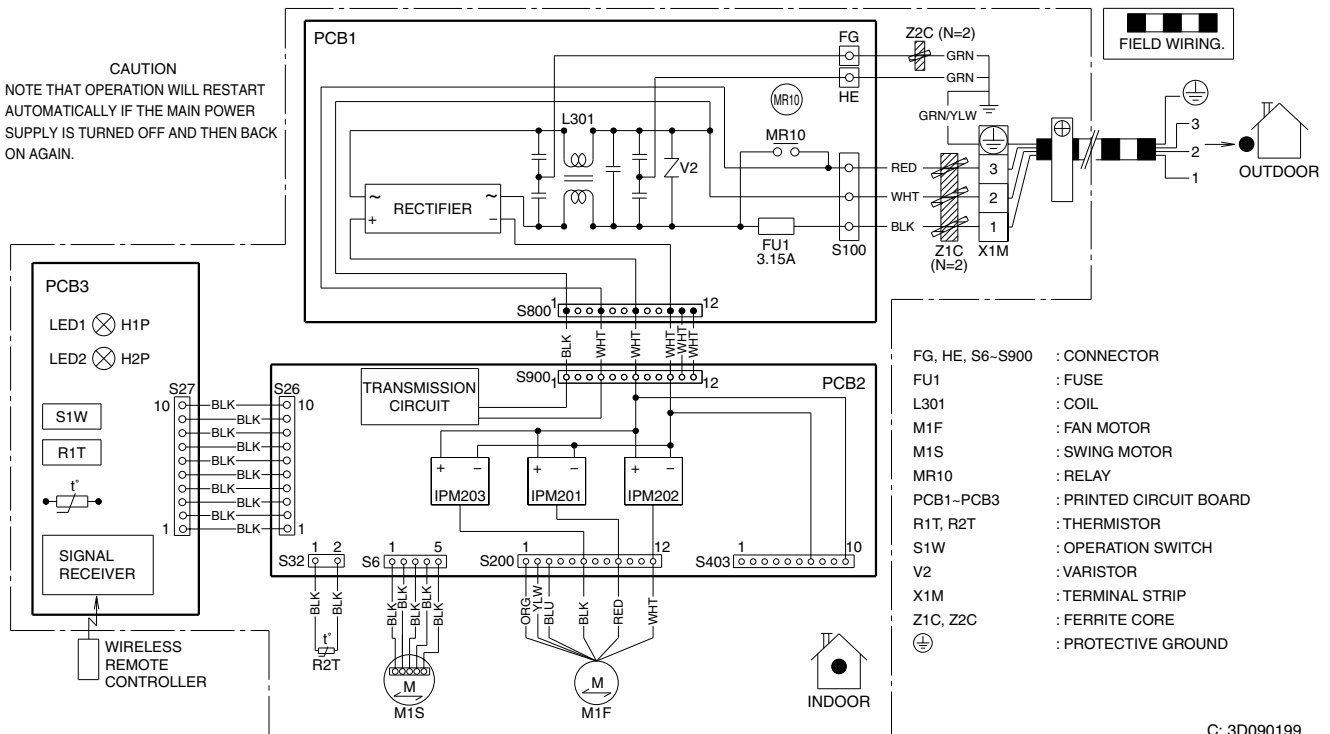 CAUTION
NOTE THAT OPERATION WILL RESTART
AUTOMATICALLY IF THE MAIN POWER
SUPPLY IS TURNED OFF AND THEN BACK
ON AGAIN.
PCB1
FG
HE
Z2C (N=2)
GRN
GRN
GRN/YLW
MR10
MR10
L301
V2
RECTIFIER
~
~
+
−
FU1
3.15A
S100
RED
WHT
BLK
Z1C
(N=2)
3
2
1
X1M
FIELD WIRING.
3
2
1
OUTDOOR
S800
1
12
BLK
WHT
WHT
WHT
WHT
WHT
PCB3
LED1 H1P
LED2 H2P
S1W
R1T
t°
SIGNAL
RECEIVER
WIRELESS
REMOTE
CONTROLLER
S27
10
1
BLK
BLK
BLK
BLK
BLK
BLK
BLK
BLK
BLK
BLK
S26
10
1
PCB2
TRANSMISSION
CIRCUIT
S900
1
12
+ −
IPM203
+ −
IPM201
+ −
IPM202
S32
1 2
BLK
BLK
t°
R2T
S6
1 5
BLK
BLK
BLK
BLK
BLK
M
M1S
S200
1 12
ORG
YLW
BLU
BLK
RED
WHT
M
M1F
S403
1 10
INDOOR
FG, HE, S6~S900 : CONNECTOR
FU1 : FUSE
L301 : COIL
M1F : FAN MOTOR
M1S : SWING MOTOR
MR10 : RELAY
PCB1~PCB3 : PRINTED CIRCUIT BOARD
R1T, R2T : THERMISTOR
S1W : OPERATION SWITCH
V2 : VARISTOR
X1M : TERMINAL STRIP
Z1C, Z2C : FERRITE CORE
: PROTECTIVE GROUND
C: 3D090199